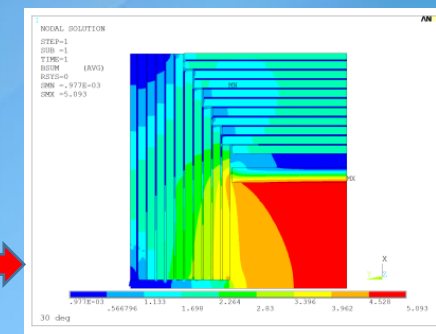 1
NODAL SOLUTION
AN
STEP=1
SUB =1
TIME=1
BSUM (AVG)
RSYS=0
SMN =.977E-03
SMX =5.093
MN
MX
X
Z
.977E-03 1.133 2.264 3.396 4.528
.566796 1.698 2.83 3.962 5.093
30 deg